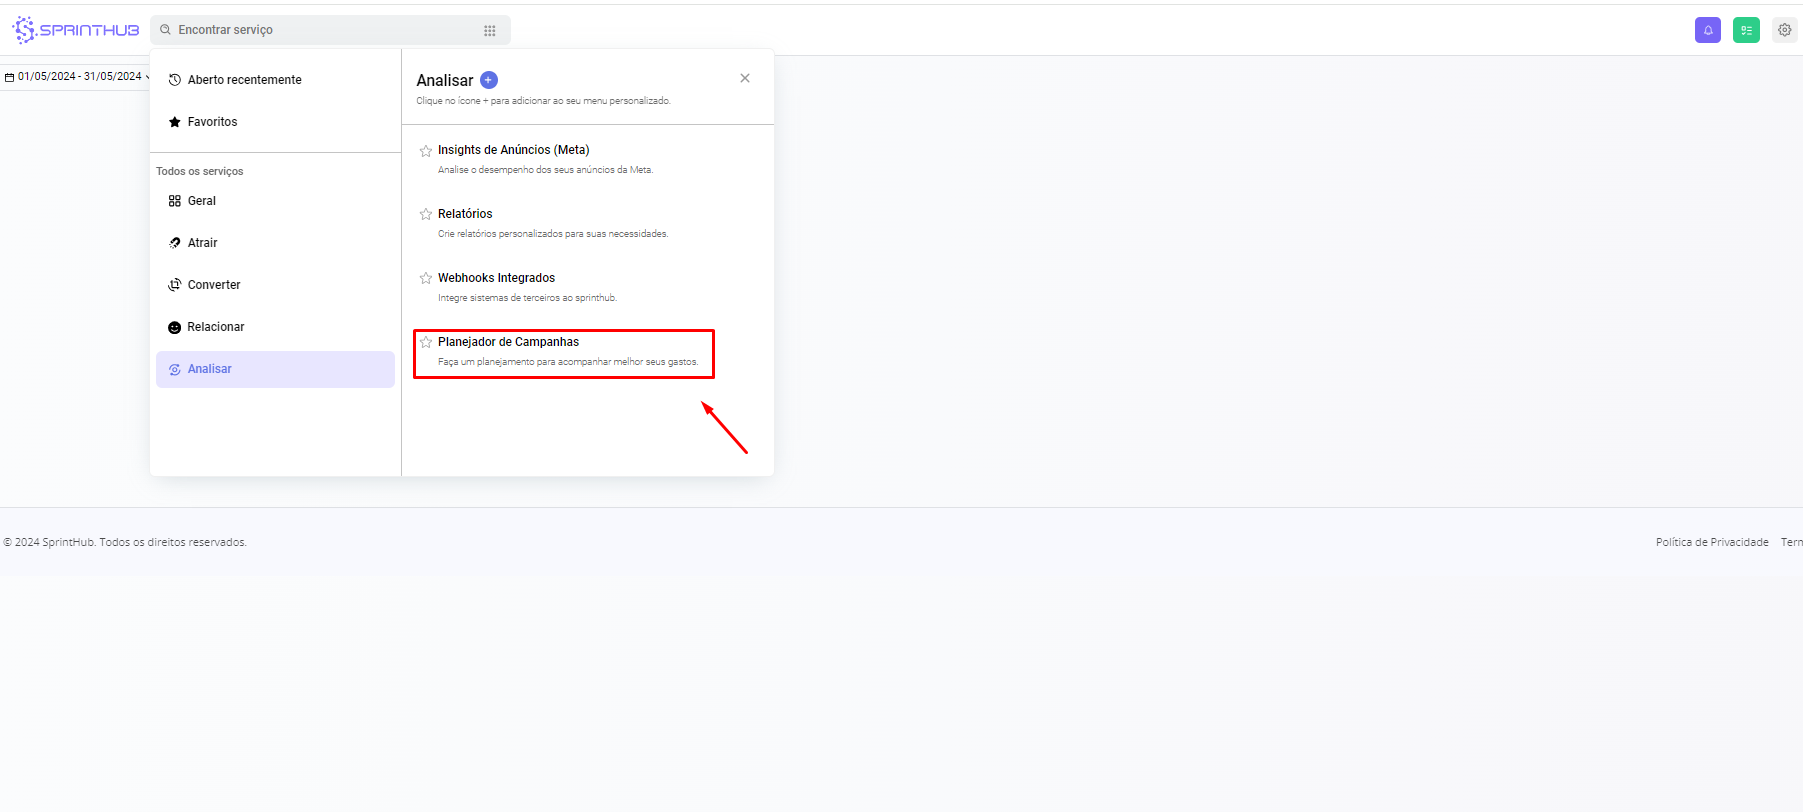 SPRINTHUB
Encontrar serviço
01/05/2024 - 31/05/2024
Aberto recentemente
Favoritos
Todos os serviços
Geral
Atrair
Converter
Relacionar
Analisar
Analisar
Clique no ícone + para adicionar ao seu menu personalizado.
Insights de Anúncios (Meta)
Analise o desempenho dos seus anúncios da Meta.
Relatórios
Crie relatórios personalizados para suas necessidades.
Webhooks Integrados
Integre sistemas de terceiros ao sprinthub.
Planejador de Campanhas
Faça um planejamento para acompanhar melhor seus gastos.
© 2024 SprintHub. Todos os direitos reservados.
Política de Privacidade Tern